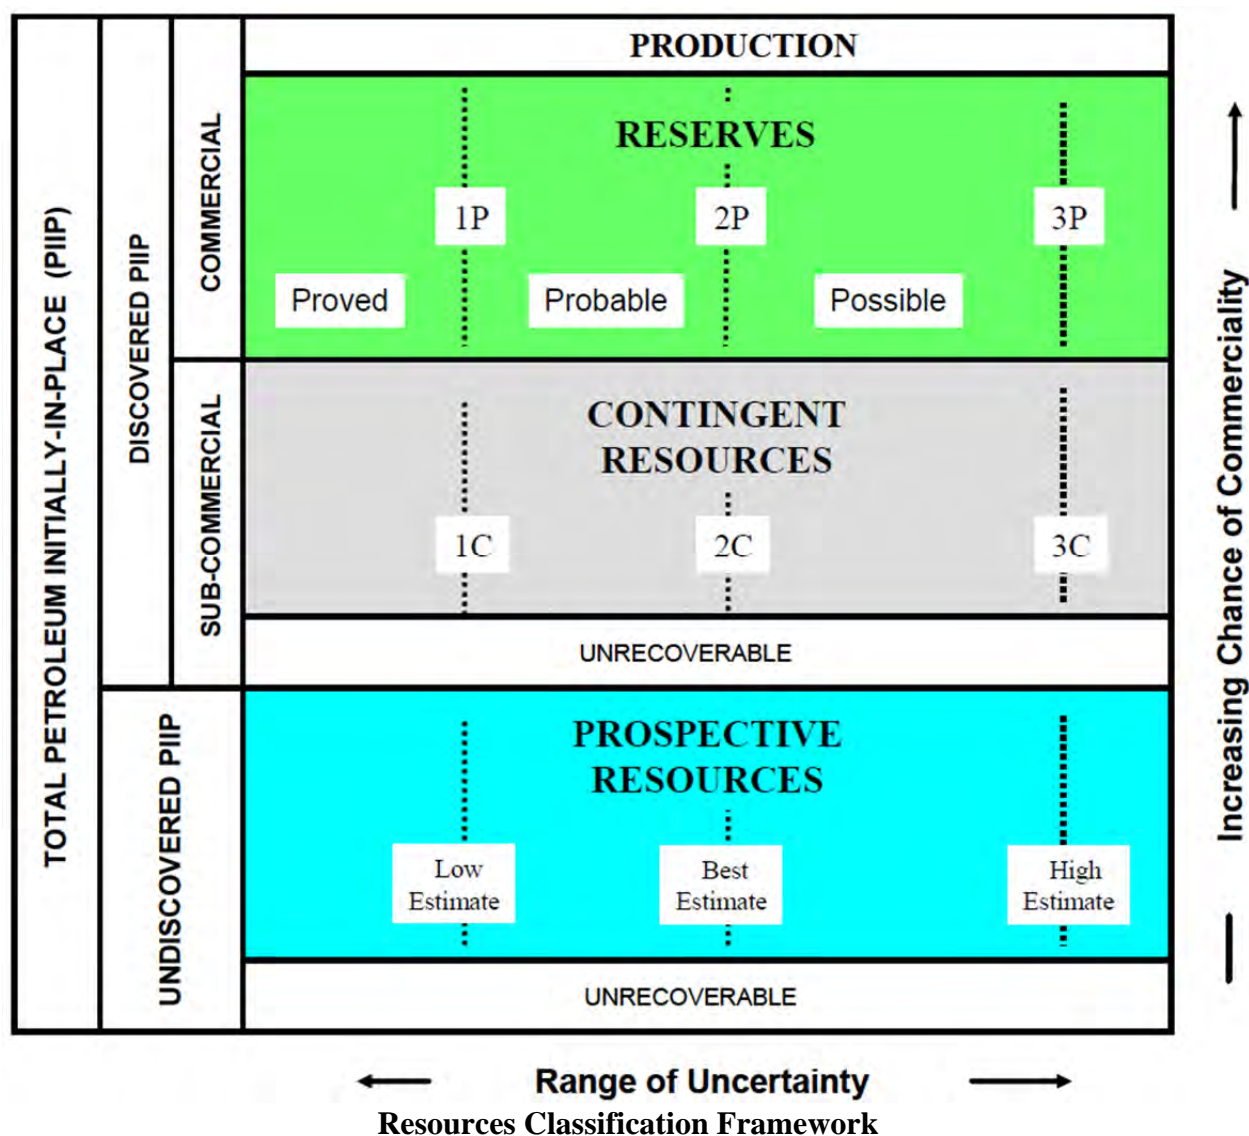 TOTAL PETROLEUM INITIALLY-IN-PLACE (PIIP)
DISCOVERED PIIP
COMMERCIAL
PRODUCTION
RESERVES
1P
2P
3P
Proved
Probable
Possible
SUB-COMMERCIAL
CONTINGENT
RESOURCES
1C
2C
3C
UNRECOVERABLE
UNDISCOVERED PIIP
PROSPECTIVE
RESOURCES
Low
Estimate
Best
Estimate
High
Estimate
UNRECOVERABLE
Increasing Chance of Commerciality
Range of Uncertainty
Resources Classification Framework